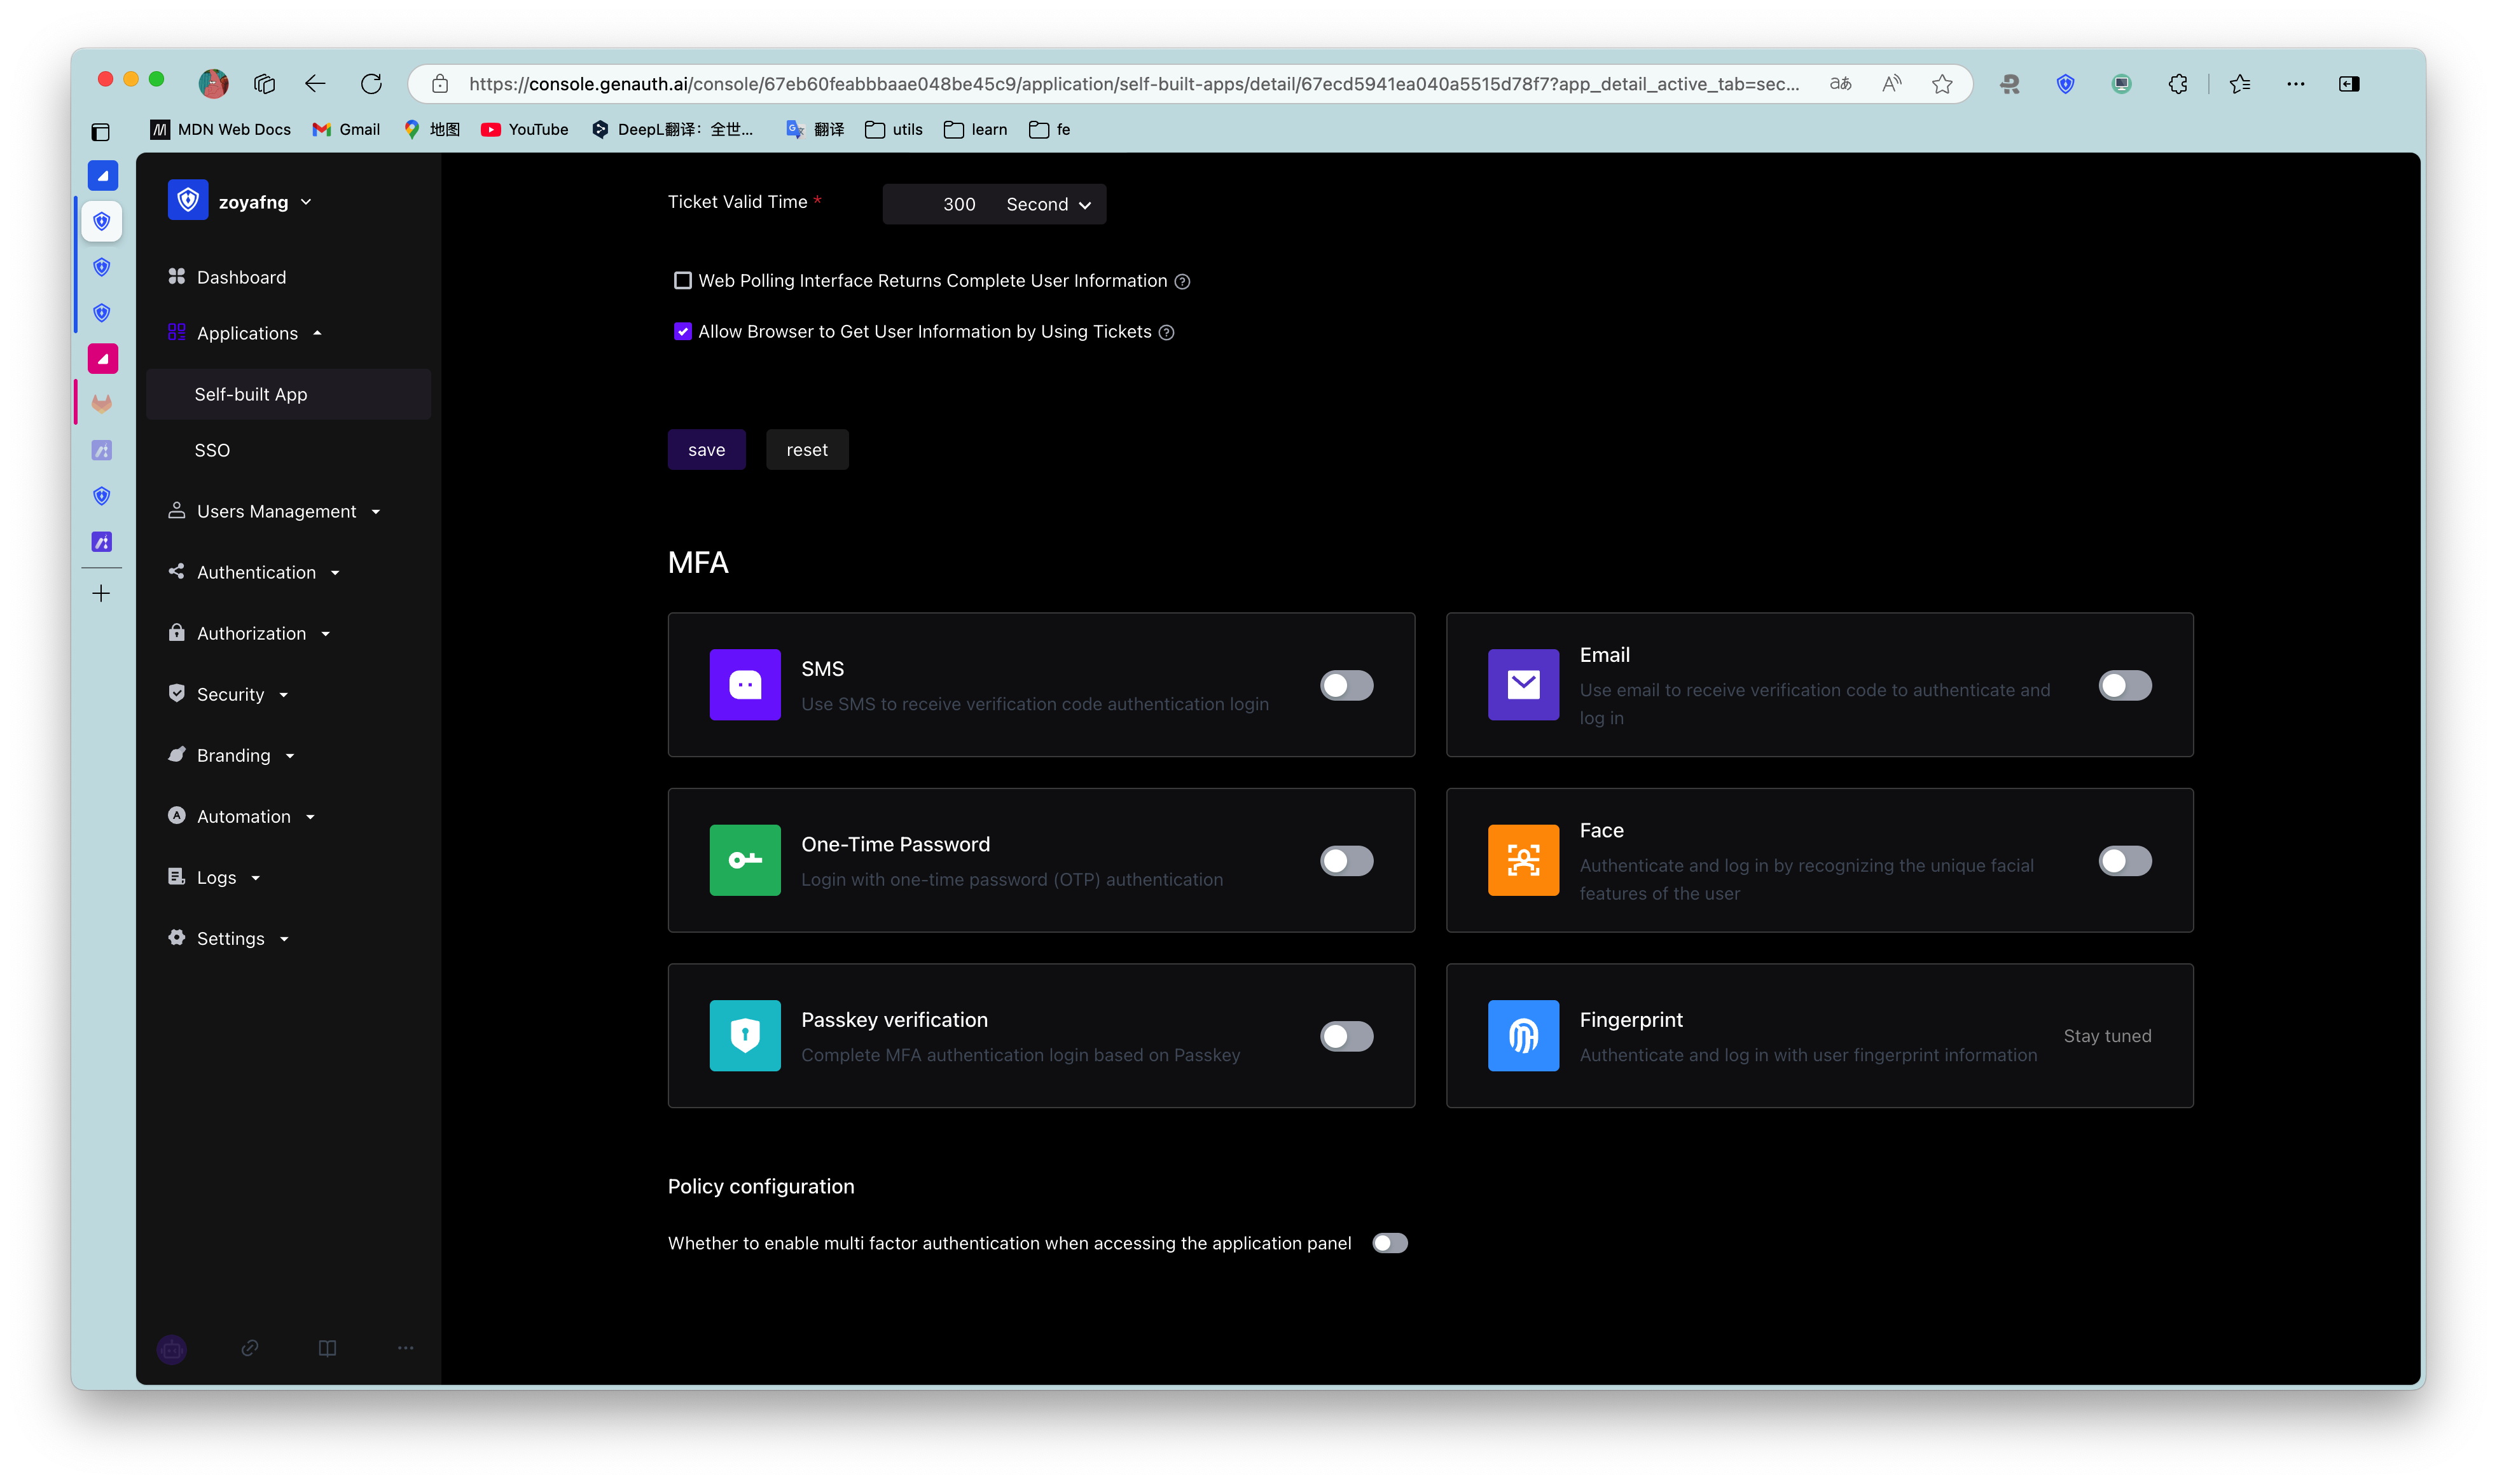 https://console.genauth.ai/console/67eb60feabbbaae048be45c9/application/self-built-apps/detail/67ecd5941ea040a5515d78f7?app_detail_active_tab=sec...
MDN Web Docs
Gmail
地图
YouTube
DeepL翻译：全世...
翻译
utils
learn
fe
zoyafng
Dashboard
Applications
Self-built App
SSO
Users Management
Authentication
Authorization
Security
Branding
Automation
Logs
Settings
Ticket Valid Time *
300 Second
Web Polling Interface Returns Complete User Information
Allow Browser to Get User Information by Using Tickets
save
reset
MFA
SMS
Use SMS to receive verification code authentication login
Email
Use email to receive verification code to authenticate and
log in
One-Time Password
Login with one-time password (OTP) authentication
Face
Authenticate and log in by recognizing the unique facial
features of the user
Passkey verification
Complete MFA authentication login based on Passkey
Fingerprint
Authenticate and log in with user fingerprint information
Stay tuned
Policy configuration
Whether to enable multi factor authentication when accessing the application panel